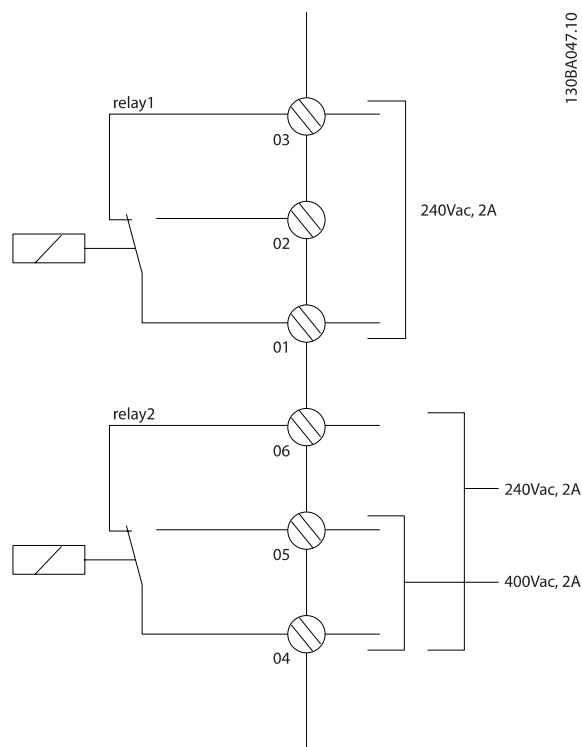 130BA047.10
relay1
03
240Vac, 2A
02
01
relay2
06
240Vac, 2A
05
400Vac, 2A
04